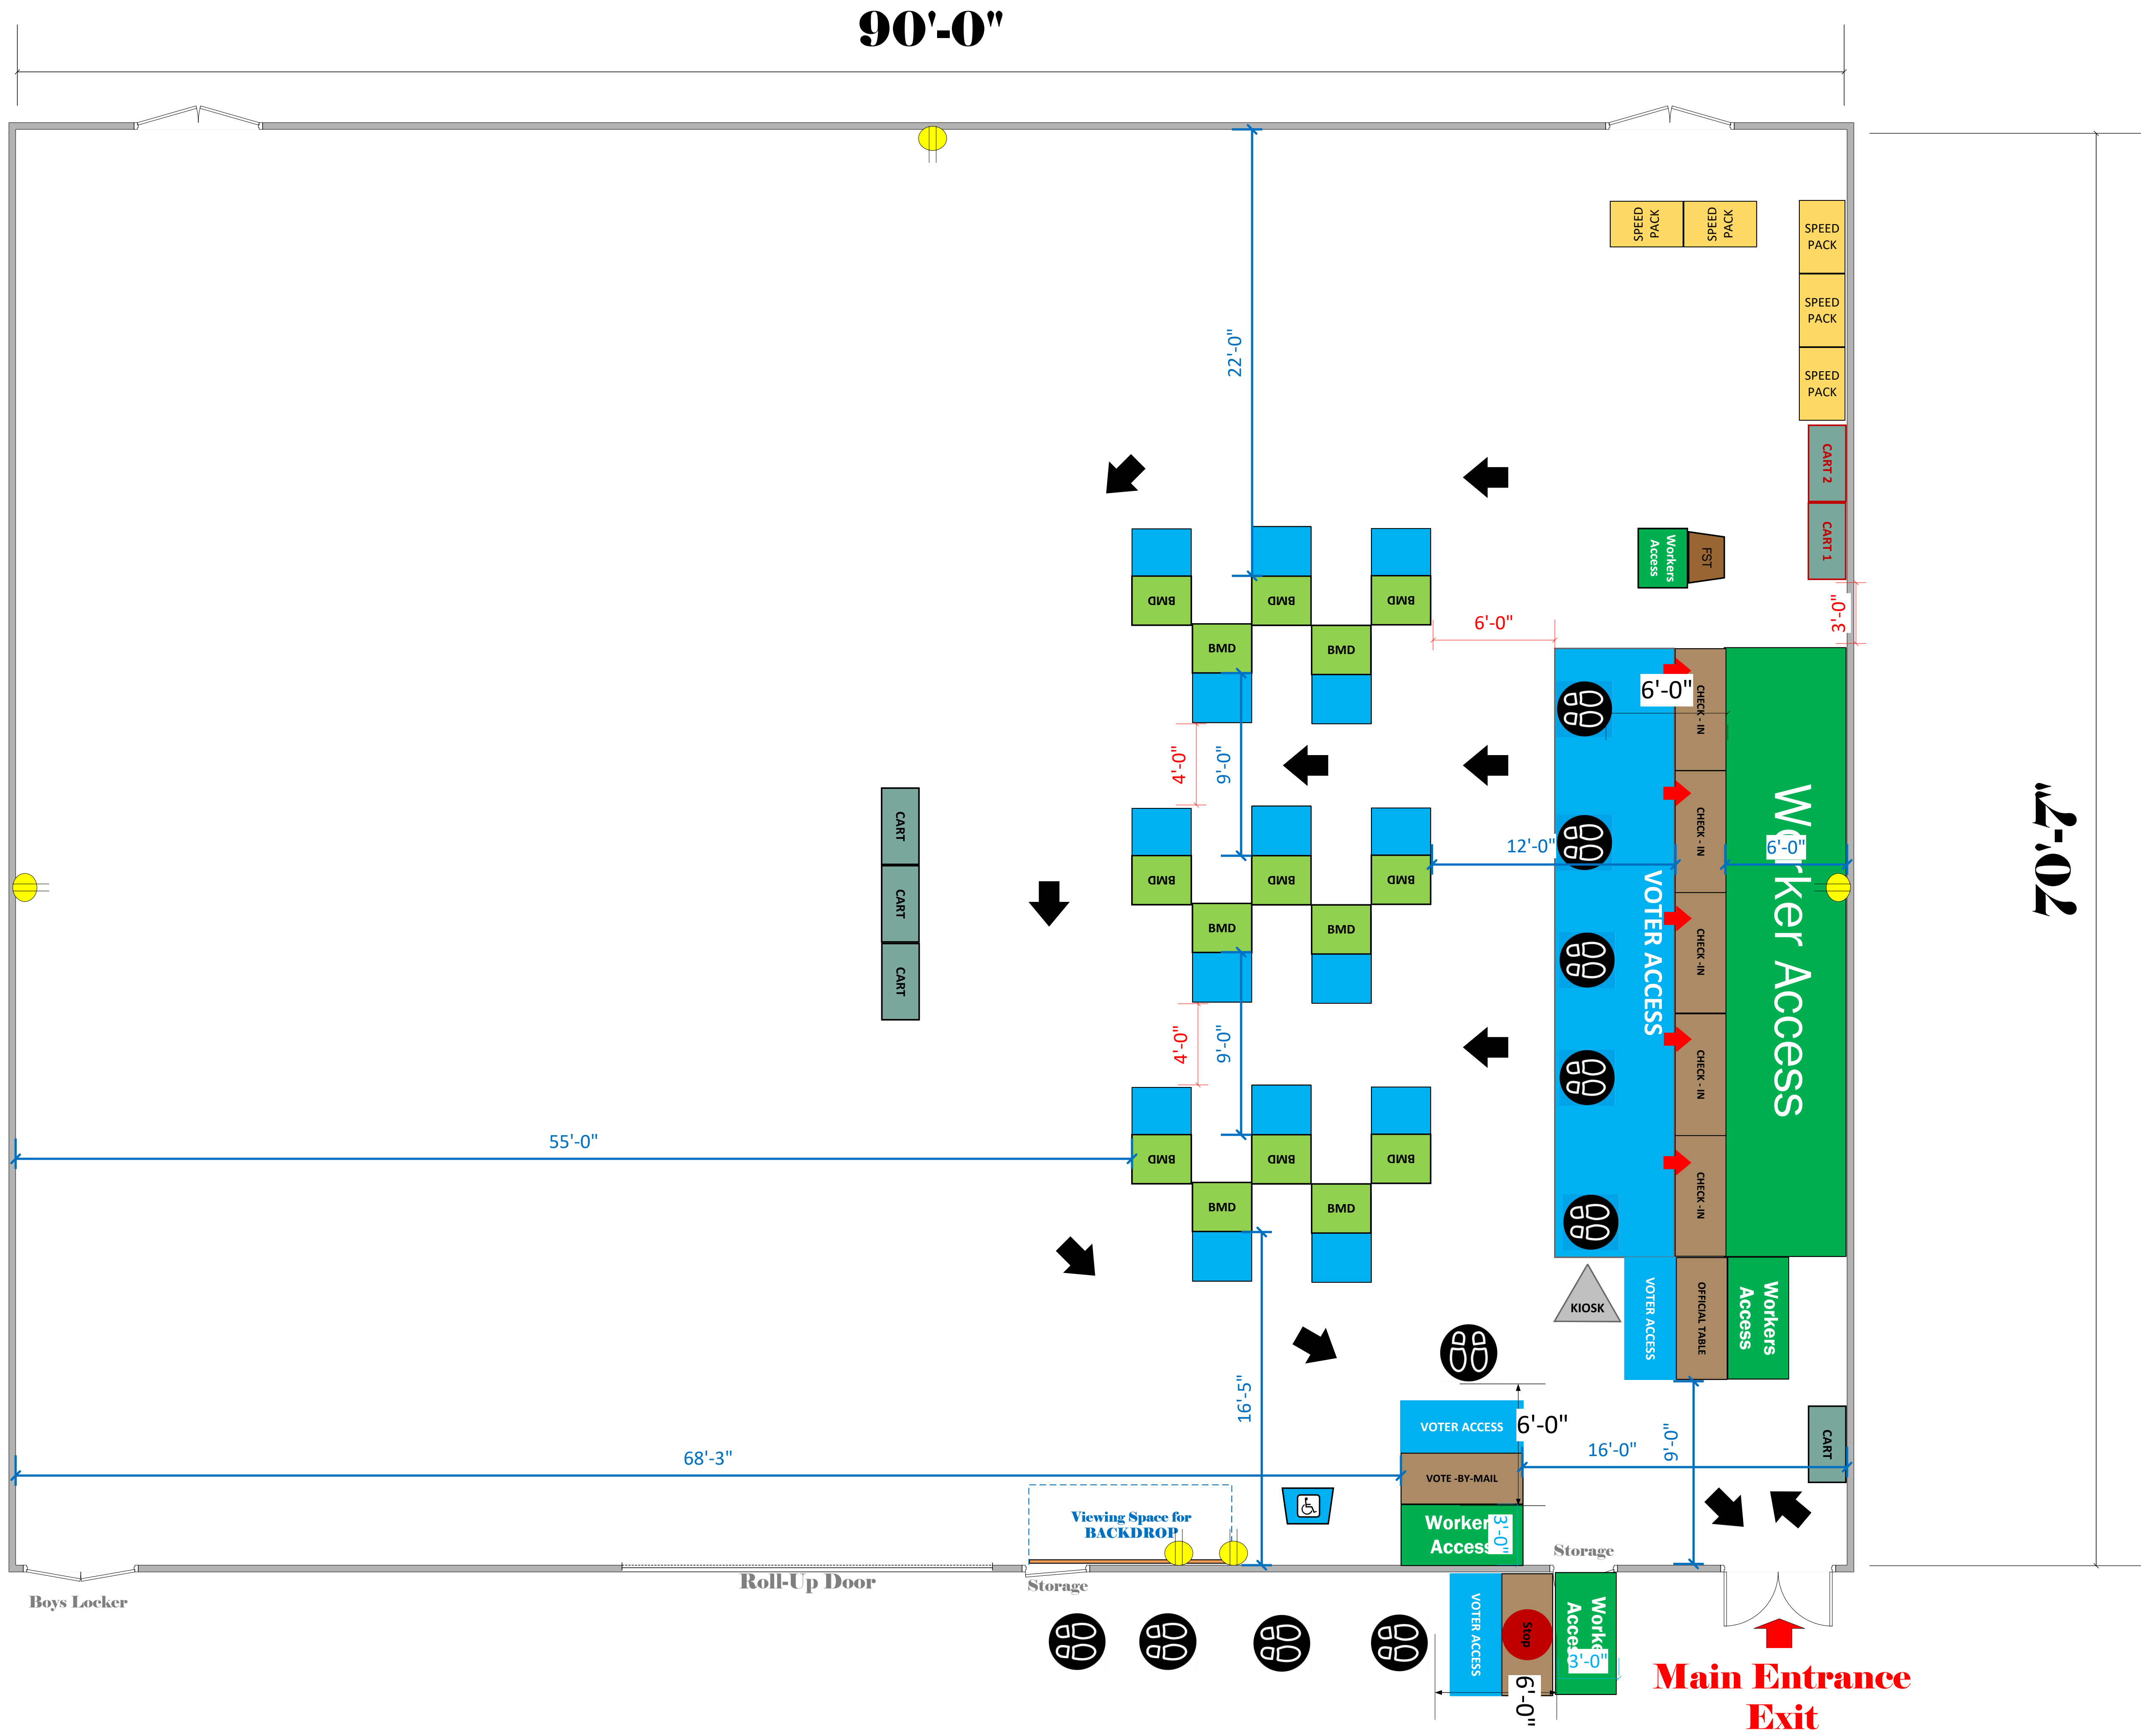 90'-0"
70'-7"
SPEED
PACK
SPEED
PACK
SPEED
PACK
SPEED
PACK
SPEED
PACK
22'-0"
CART 2
CART 1
Workers
Access
FST
3'-0"
BMD
BMD
BMD
BMD
BMD
6'-0"
6'-0"
CHECK - IN
4'-0"
9'-0"
CART
CART
CART
BMD
BMD
BMD
BMD
BMD
12'-0"
VOTER ACCESS
CHECK - IN
CHECK -IN
CHECK - IN
CHECK -IN
Worker Access
6'-0"
4'-0"
9'-0"
55'-0"
BMD
BMD
BMD
BMD
BMD
KIOSK
VOTER ACCESS
OFFICIAL TABLE
Workers
Access
16'-5"
68'-3"
VOTER ACCESS
6'-0"
VOTE -BY-MAIL
16'-0"
9'-0"
CART
Viewing Space for
BACKDROP
Worker
Access
3'-0"
Storage
Boys Locker
Roll-Up Door
Storage
VOTER ACCESS
Stop
Worke
Access
3'-0"
6'-0"
Main Entrance
Exit